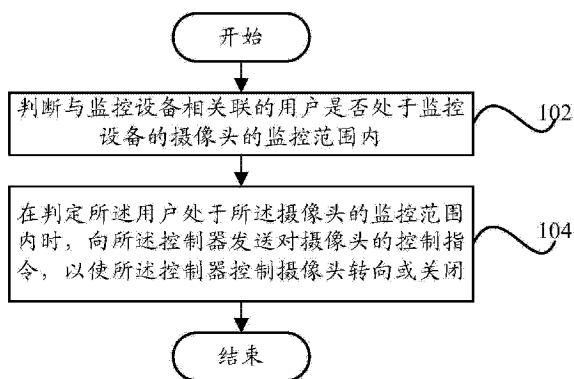 开始
判断与监控设备相关联的用户是否处于监控
设备的摄像头的监控范围内
102
在判定所述用户处于所述摄像头的监控范围
内时，向所述控制器发送对摄像头的控制指
令，以使所述控制器控制摄像头转向或关闭
104
结束